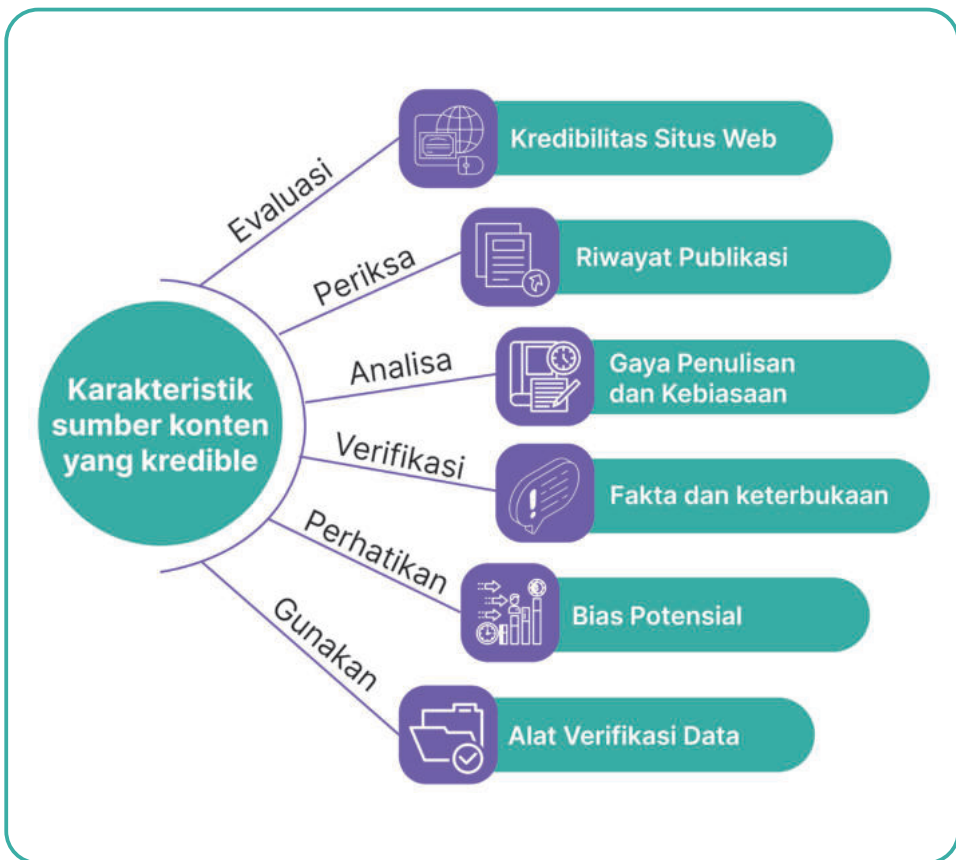 Evaluasi
Kredibilitas Situs Web
Periksa
Riwayat Publikasi
Analisa
Gaya Penulisan
dan Kebiasaan
Karakteristik
sumber konten
yang kredible
Verifikasi
Fakta dan keterbukaan
Perhatikan
Bias Potensial
Gunakan
Alat Verifikasi Data